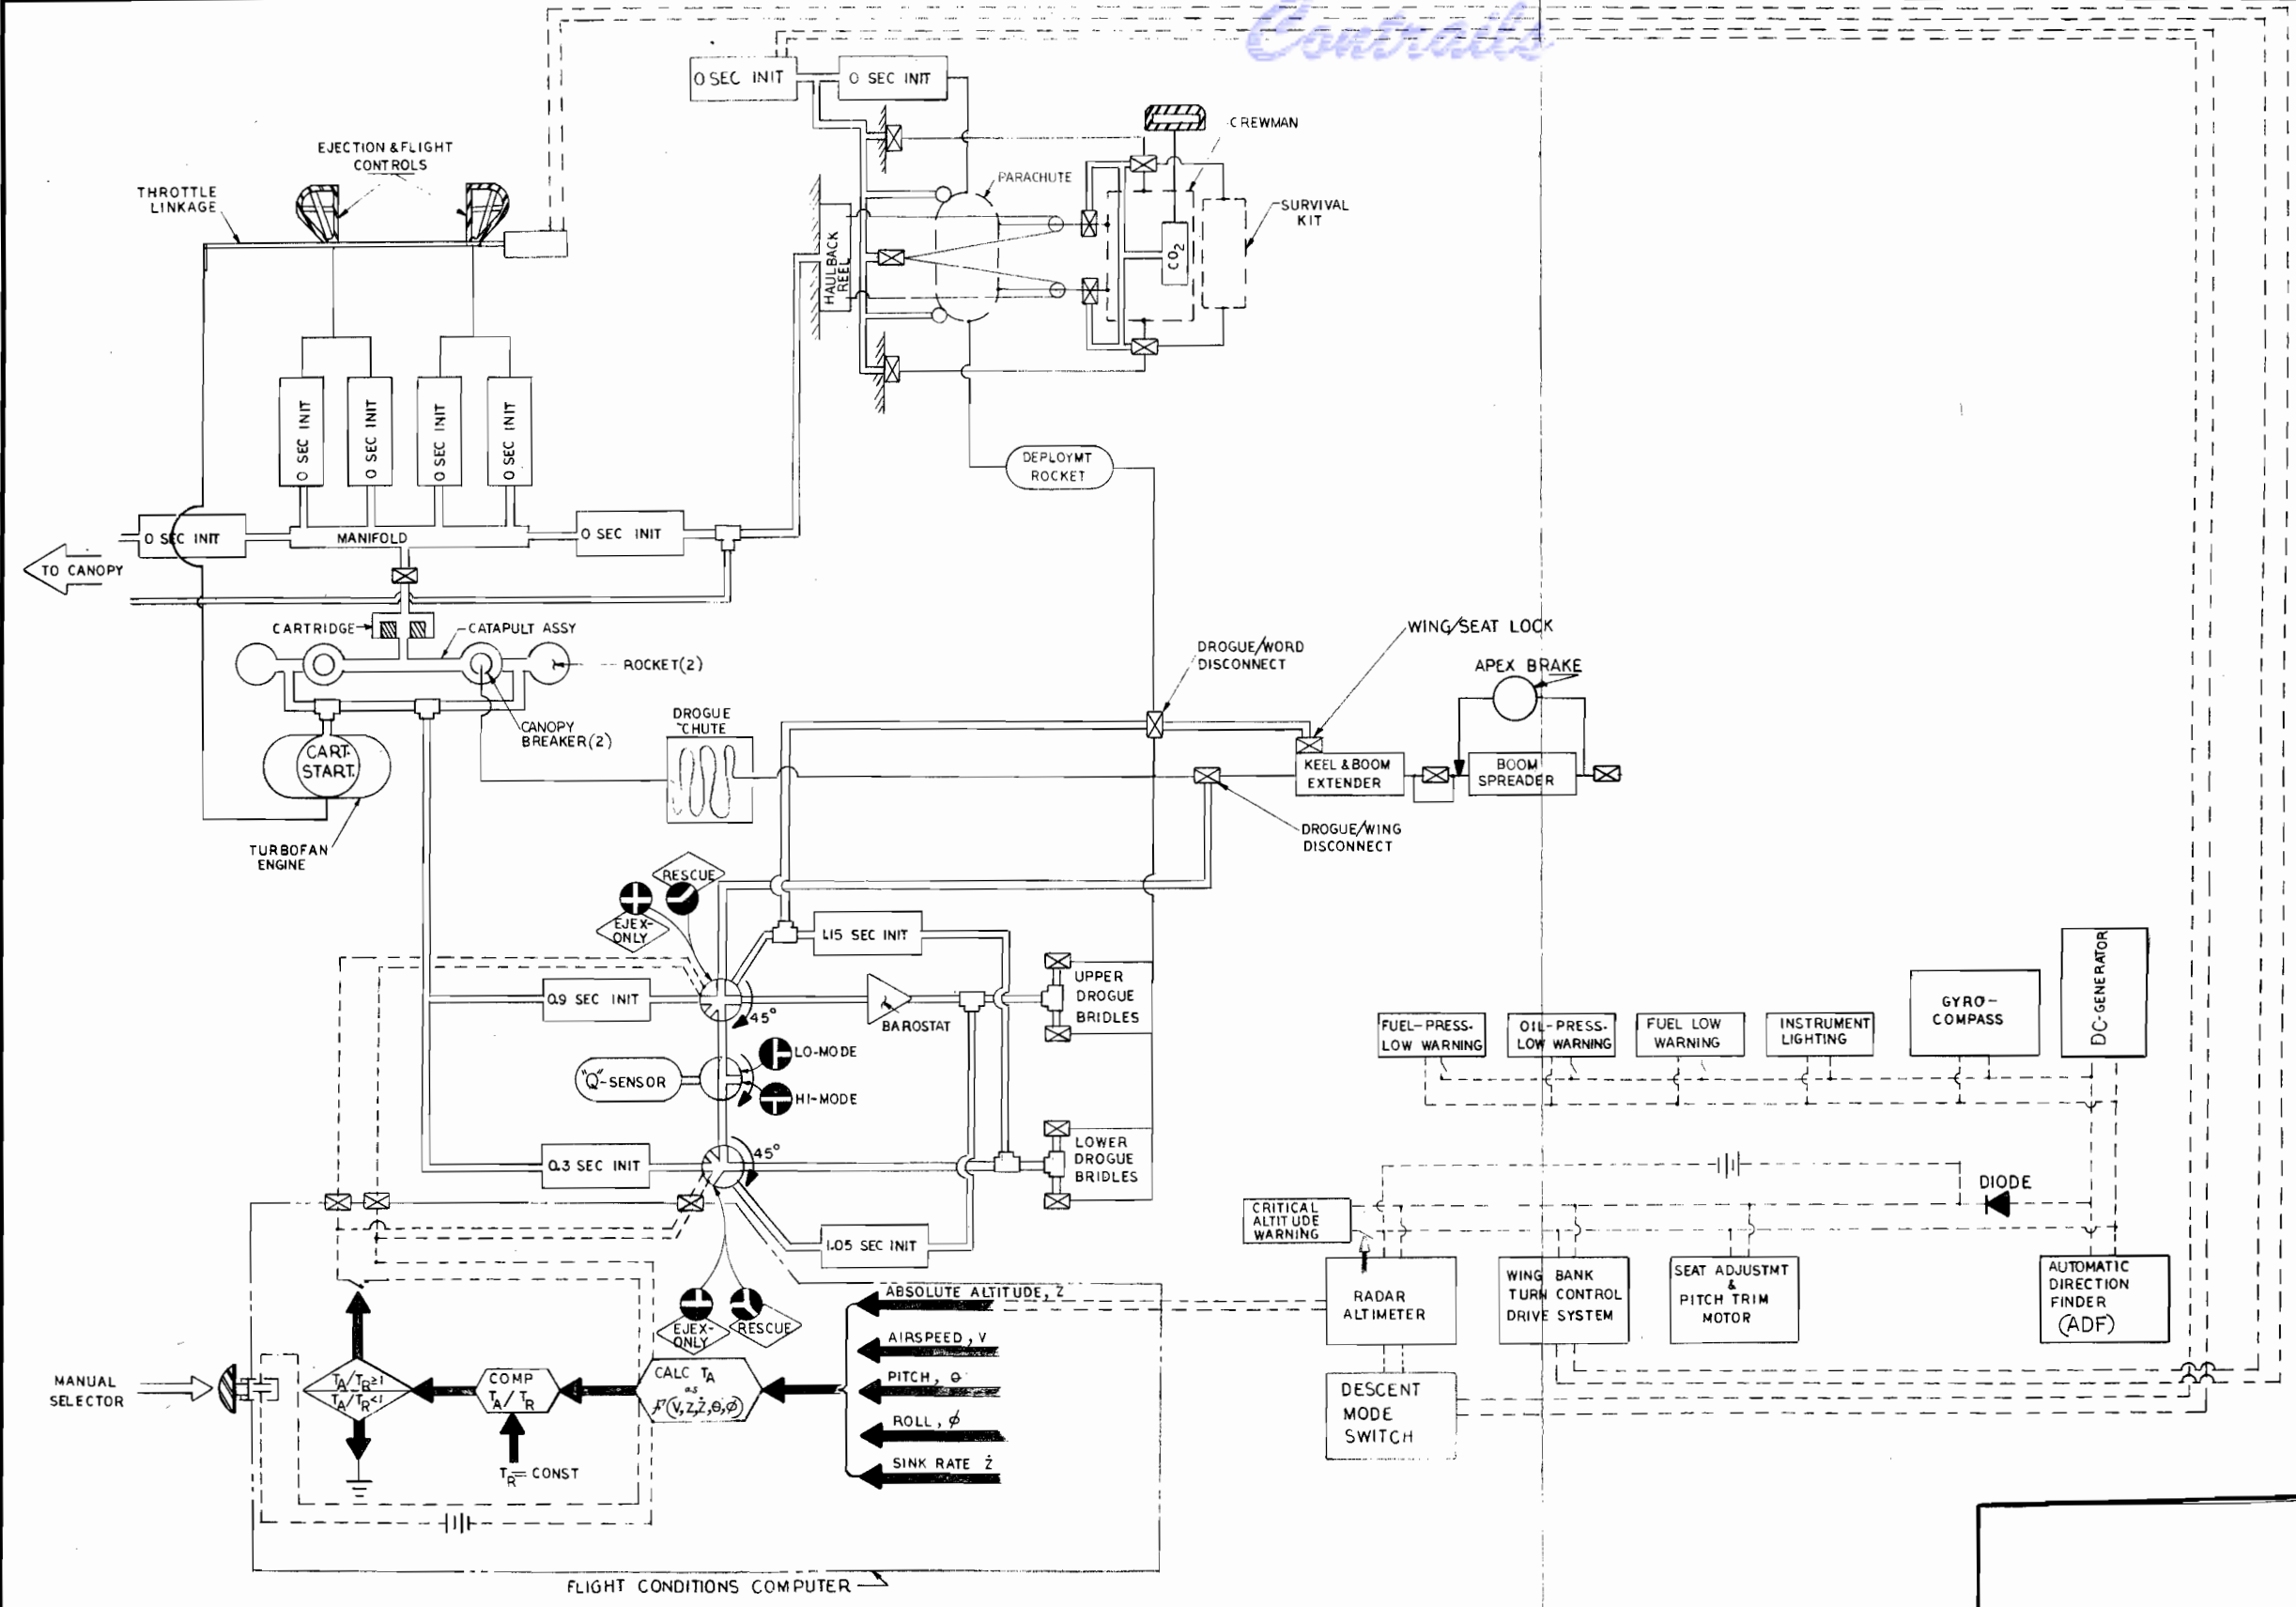 Contrails
0 SEC INIT
0 SEC INIT
CREWMAN
EJECTION & FLIGHT
CONTROLS
THROTTLE
LINKAGE
PARACHUTE
SURVIVAL
KIT
HAULBACK
REEL
CO2
0 SEC INIT
0 SEC INIT
0 SEC INIT
0 SEC INIT
DEPLOYMT
ROCKET
0 SEC INIT
MANIFOLD
0 SEC INIT
TO CANOPY
CARTRIDGE
CATAPULT ASSY
ROCKET(2)
WING/SEAT LOCK
DROGUE/WORD
DISCONNECT
APEX BRAKE
CANOPY
BREAKER(2)
DROGUE
CHUTE
CART.
START.
KEEL & BOOM
EXTENDER
BOOM
SPREADER
TURBOFAN
ENGINE
DROGUE/WING
DISCONNECT
RESCUE
EJEX-
ONLY
1.15 SEC INIT
UPPER
DROGUE
BRIDLES
0.9 SEC INIT
45°
BAROSTAT
"Q"-SENSOR
LO-MODE
HI-MODE
LOWER
DROGUE
BRIDLES
0.3 SEC INIT
45°
1.05 SEC INIT
EJEX-
ONLY
RESCUE
FUEL-PRESS.
LOW WARNING
OIL-PRESS.
LOW WARNING
FUEL LOW
WARNING
INSTRUMENT
LIGHTING
GYRO-
COMPASS
DC-GENERATOR
DIODE
CRITICAL
ALTITUDE
WARNING
RADAR
ALTIMETER
WING BANK
TURN CONTROL
DRIVE SYSTEM
SEAT ADJUSTMT
&
PITCH TRIM
MOTOR
AUTOMATIC
DIRECTION
FINDER
(ADF)
DESCENT
MODE
SWITCH
ABSOLUTE ALTITUDE, Z
AIRSPEED, V
PITCH, θ
ROLL, ϕ
SINK RATE Ż
MANUAL
SELECTOR
TA/TR≥1
TA/TR<1
COMP
TA/TR
CALC TA
as
f(V,Z,Ż,θ,ϕ)
TR=CONST
FLIGHT CONDITIONS COMPUTER